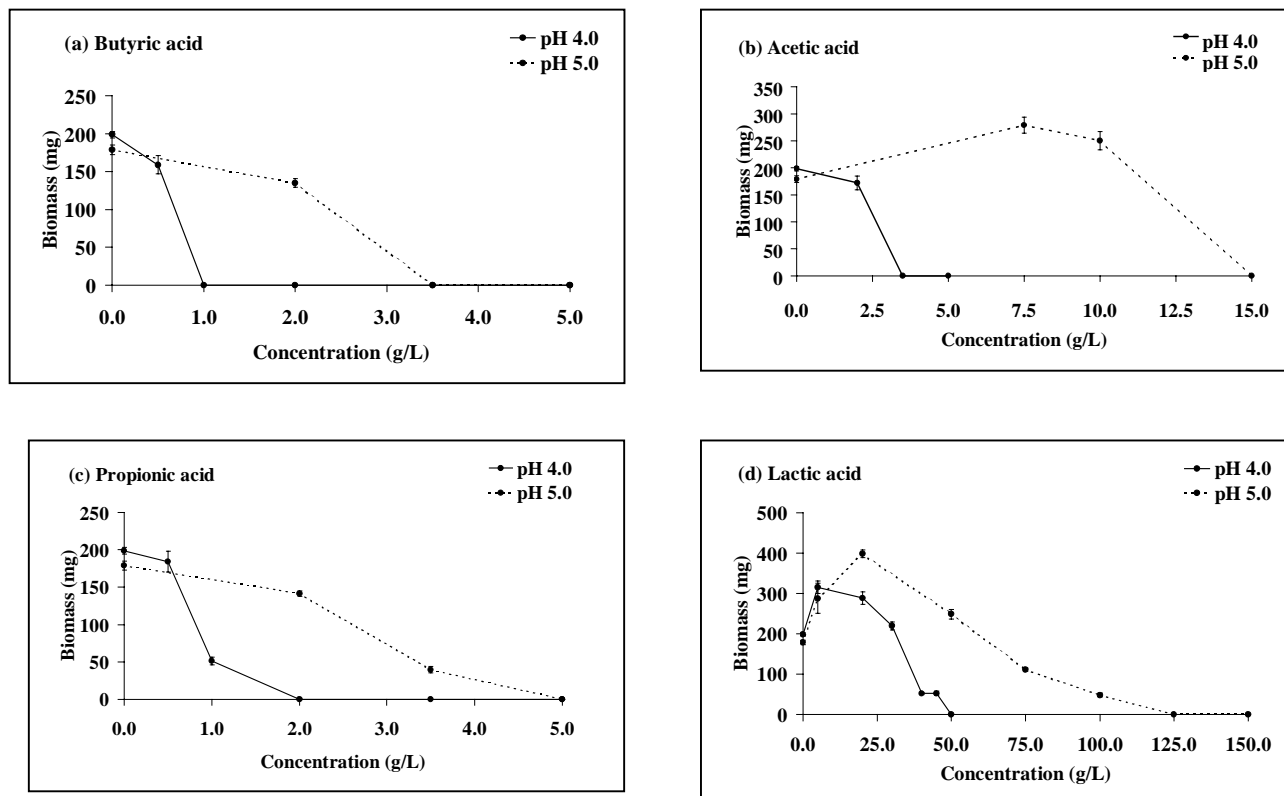 (a) Butyric acid
pH 4.0
pH 5.0
250
200
150
100
50
0
Biomass (mg)
0.0 1.0 2.0 3.0 4.0 5.0
Concentration (g/L)
(b) Acetic acid
pH 4.0
pH 5.0
350
300
250
200
150
100
50
0
Biomass (mg)
0.0 2.5 5.0 7.5 10.0 12.5 15.0
Concentration (g/L)
(c) Propionic acid
pH 4.0
pH 5.0
250
200
150
100
50
0
Biomass (mg)
0.0 1.0 2.0 3.0 4.0 5.0
Concentration (g/L)
(d) Lactic acid
pH 4.0
pH 5.0
500
400
300
200
100
0
Biomass (mg)
0.0 25.0 50.0 75.0 100.0 125.0 150.0
Concentration (g/L)